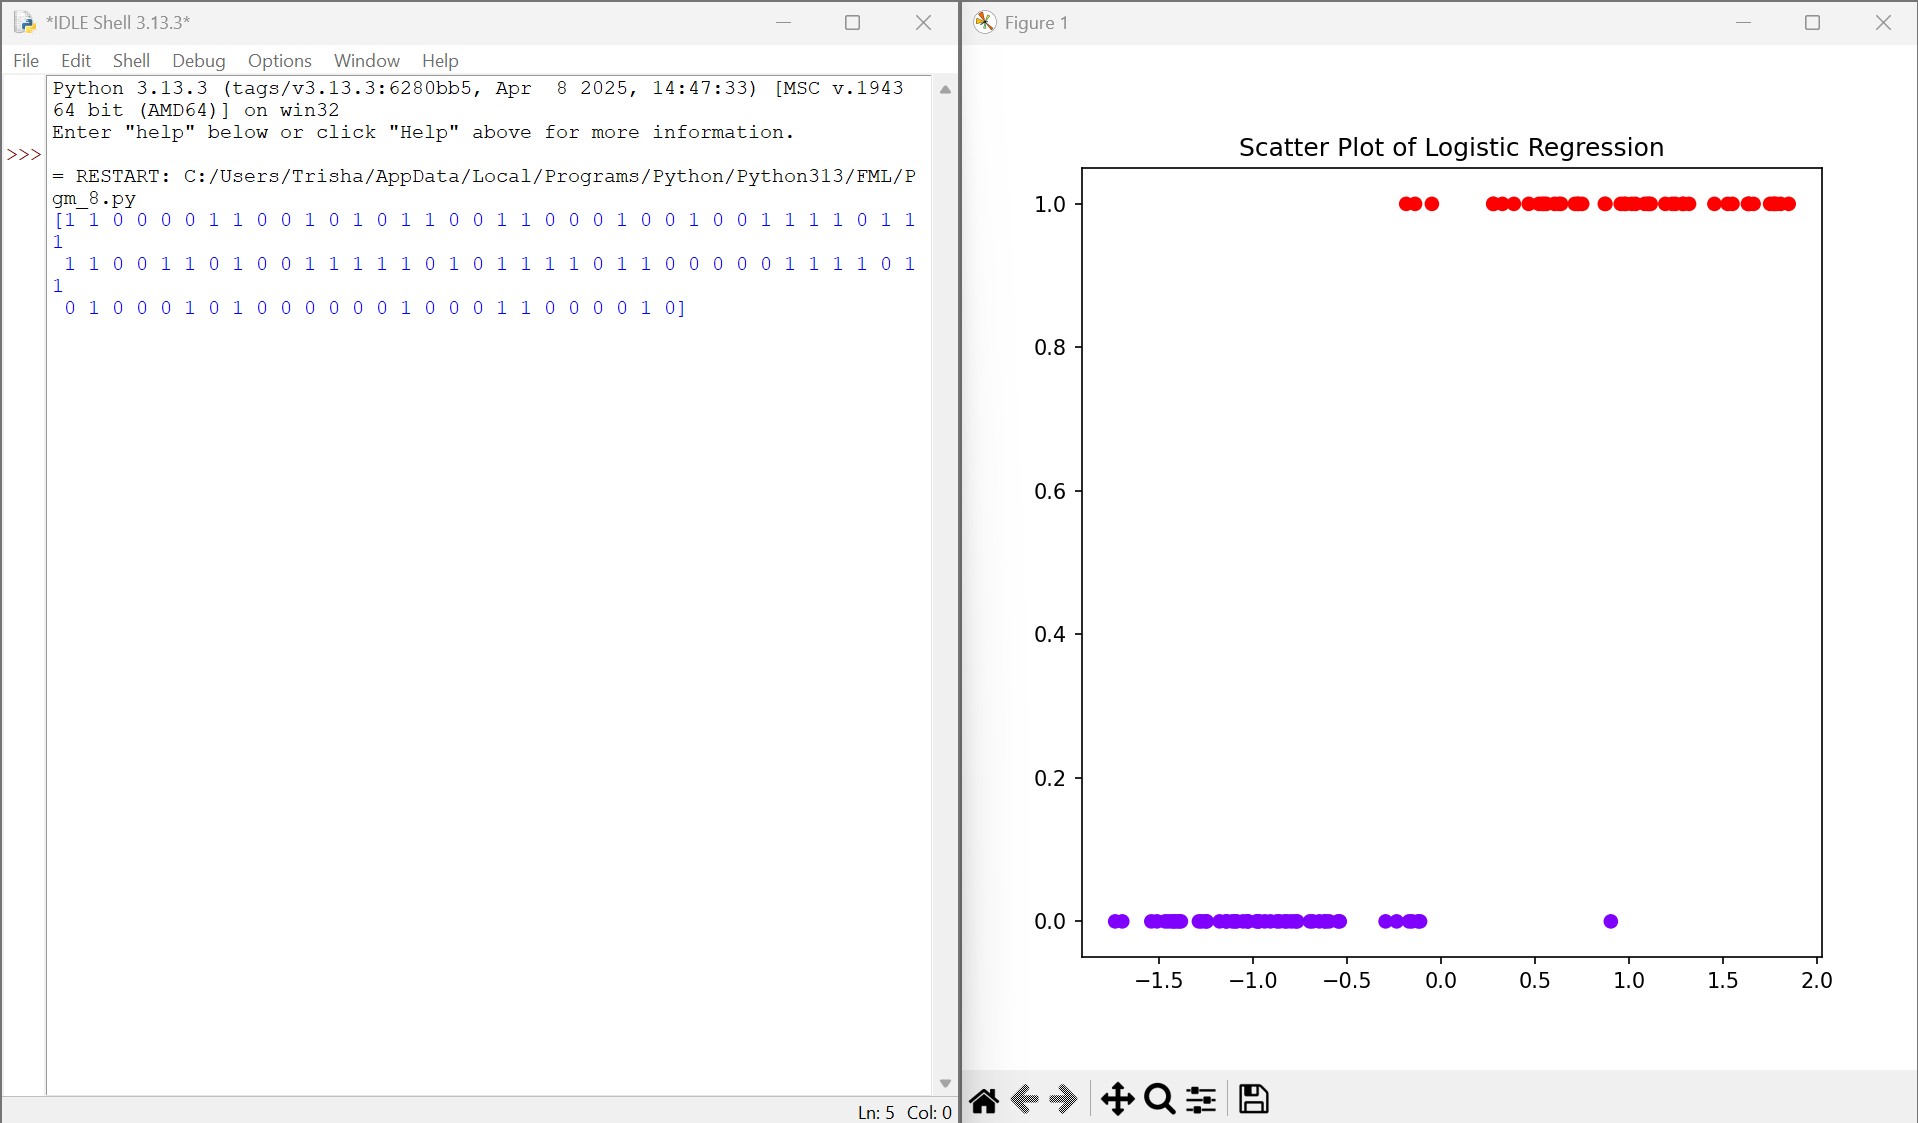 *IDLE Shell 3.13.3*
File Edit Shell Debug Options Window Help
Python 3.13.3 (tags/v3.13.3:6280bb5, Apr  8 2025, 14:47:33) [MSC v.1943
64 bit (AMD64)] on win32
Enter "help" below or click "Help" above for more information.
>>>
= RESTART: C:/Users/Trisha/AppData/Local/Programs/Python/Python313/FML/P
gm_8.py
[1 1 0 0 0 0 1 1 0 0 1 0 1 0 1 1 0 0 1 1 0 0 0 1 0 0 1 0 0 1 1 1 1 0 1 1
1
1 1 0 0 1 1 0 1 0 0 1 1 1 1 1 0 1 0 1 1 1 1 0 1 1 0 0 0 0 0 1 1 1 1 0 1
1
0 1 0 0 0 1 0 1 0 0 0 0 0 0 1 0 0 0 1 1 0 0 0 0 1 0]
Ln: 5 Col: 0
Figure 1
Scatter Plot of Logistic Regression
1.0
0.8
0.6
0.4
0.2
0.0
−1.5 −1.0 −0.5 0.0 0.5 1.0 1.5 2.0